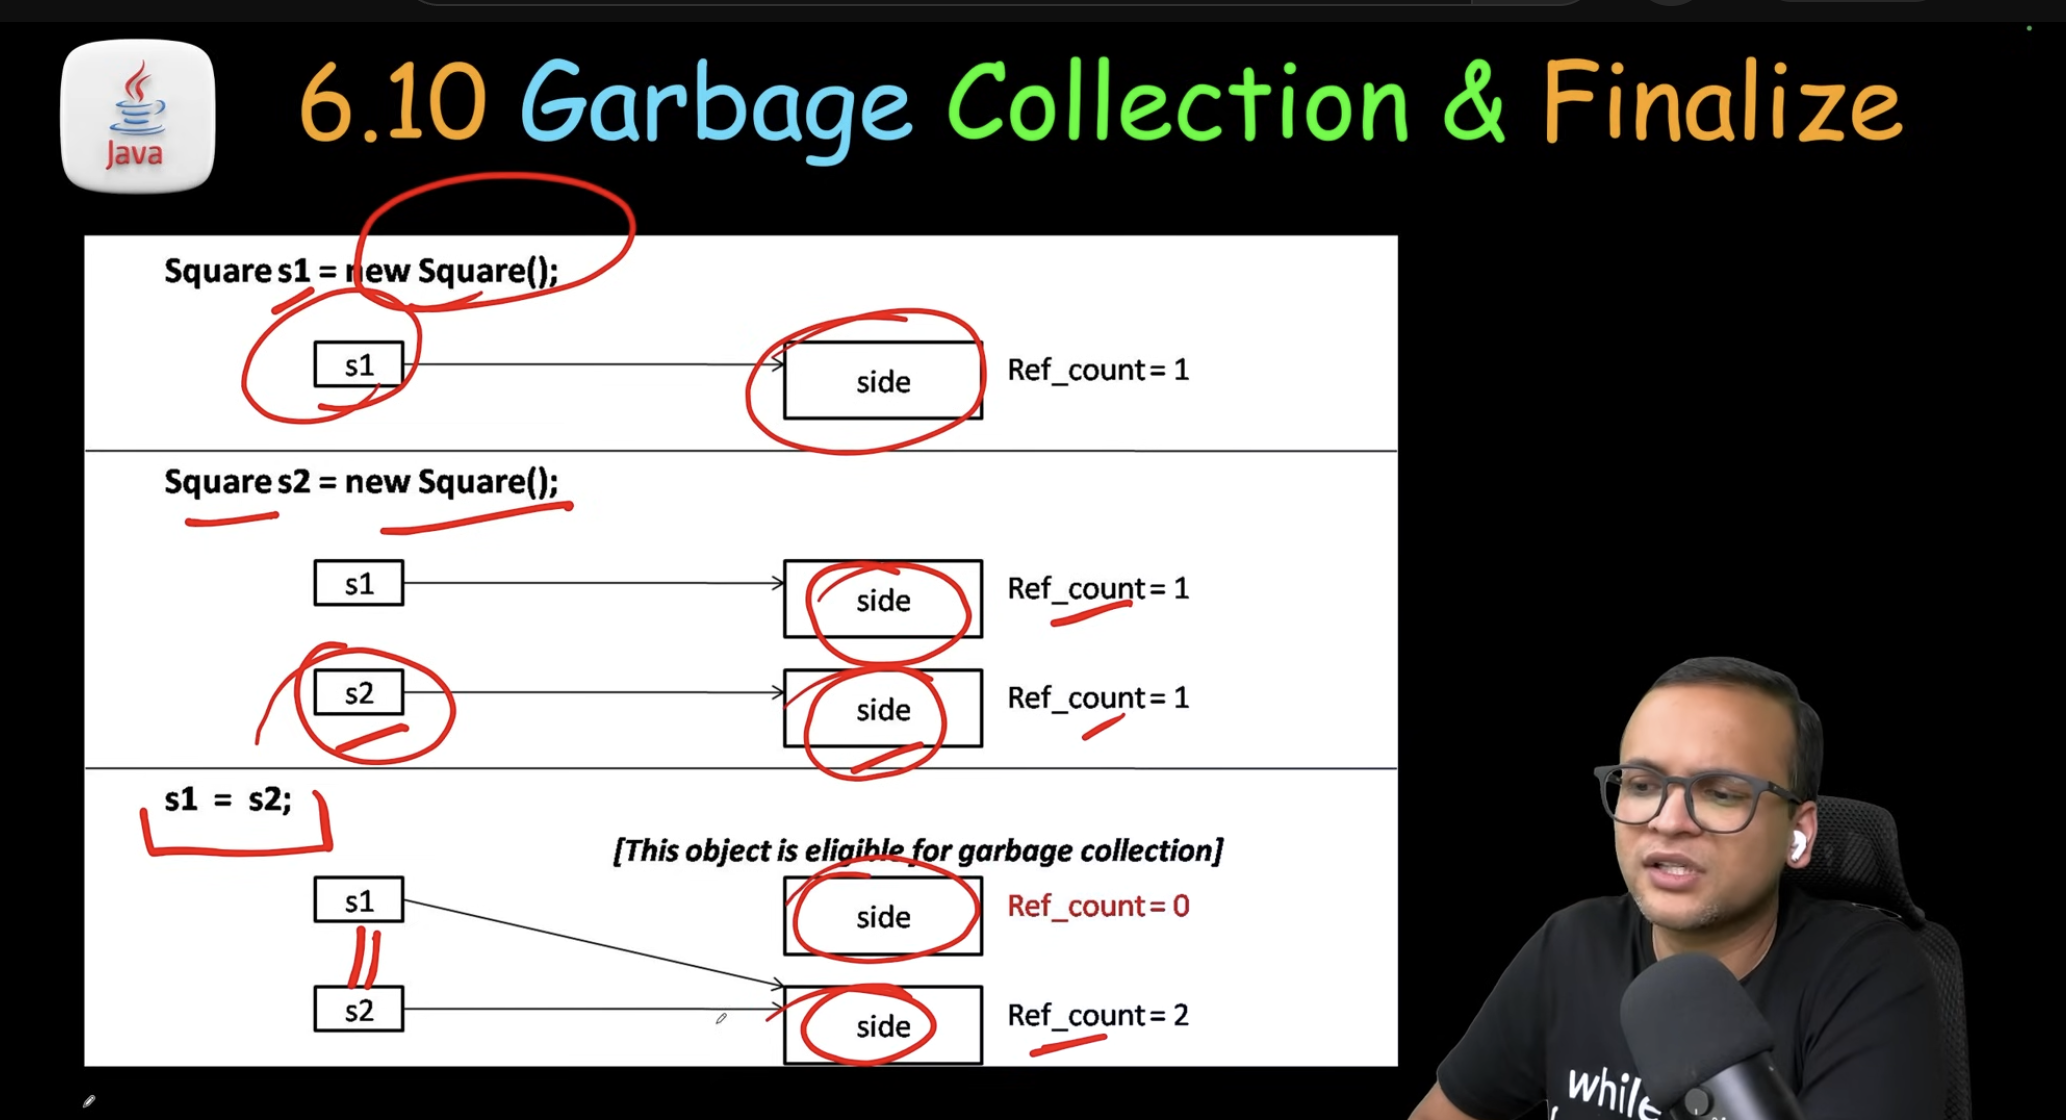 Java
6.10 Garbage Collection & Finalize
Square s1 = new Square();
s1
side
Ref_count = 1
Square s2 = new Square();
s1
side
Ref_count = 1
s2
side
Ref_count = 1
s1 = s2;
[This object is eligible for garbage collection]
s1
side
Ref_count = 0
s2
side
Ref_count = 2
while